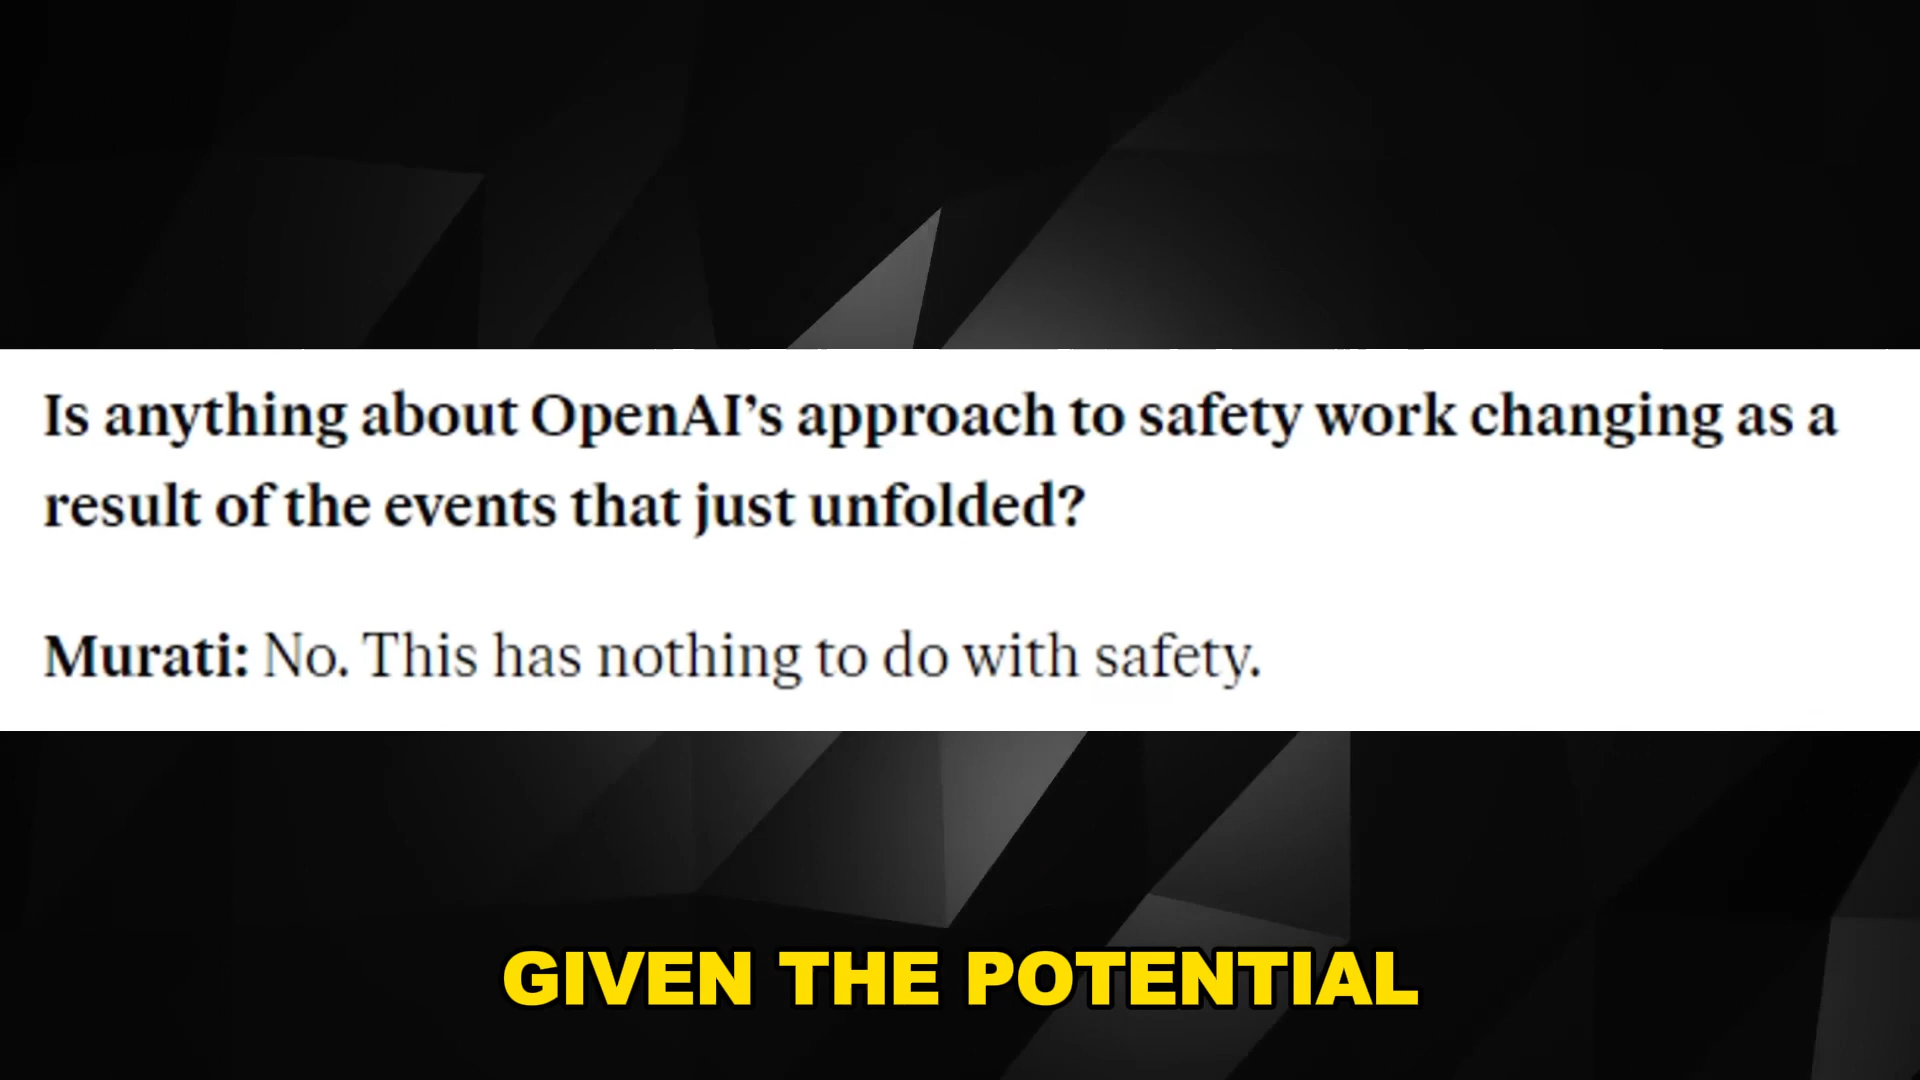 Is anything about OpenAI’s approach to safety work changing as a
result of the events that just unfolded?
Murati: No. This has nothing to do with safety.
GIVEN THE POTENTIAL